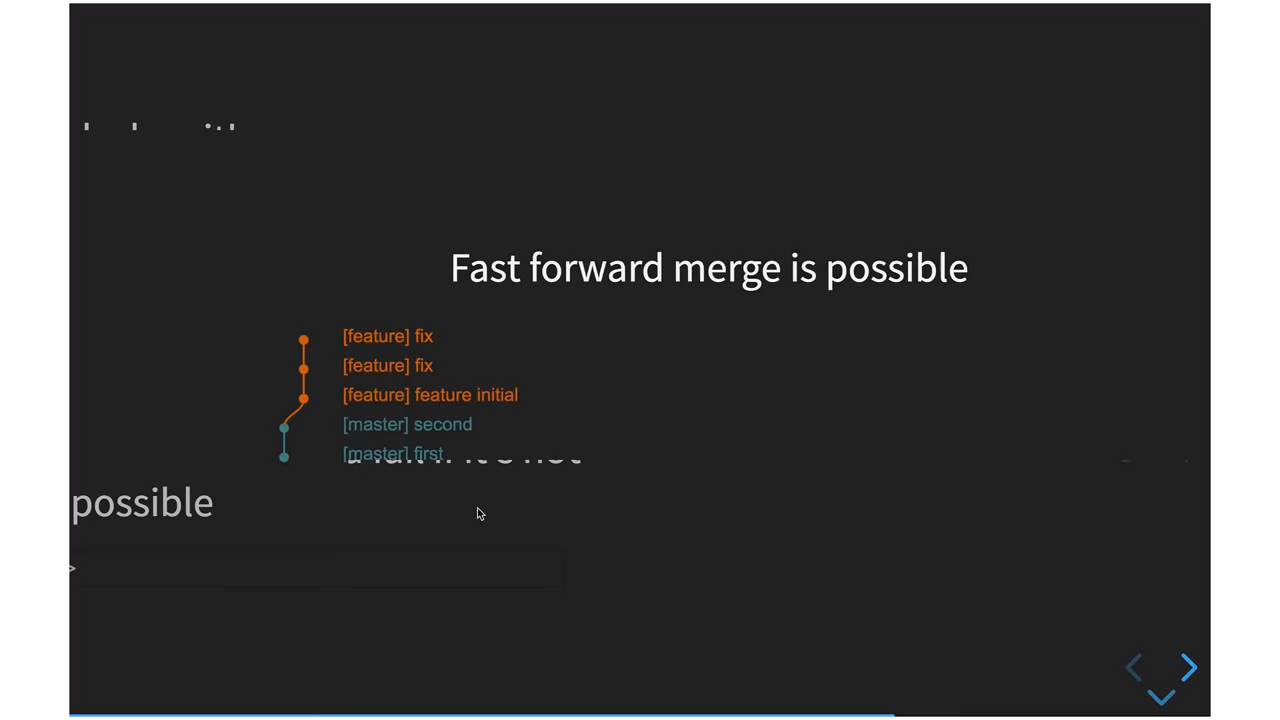 Fast forward merge is possible
[feature] fix
[feature] fix
[feature] feature initial
[master] second
[master] first
possible
>